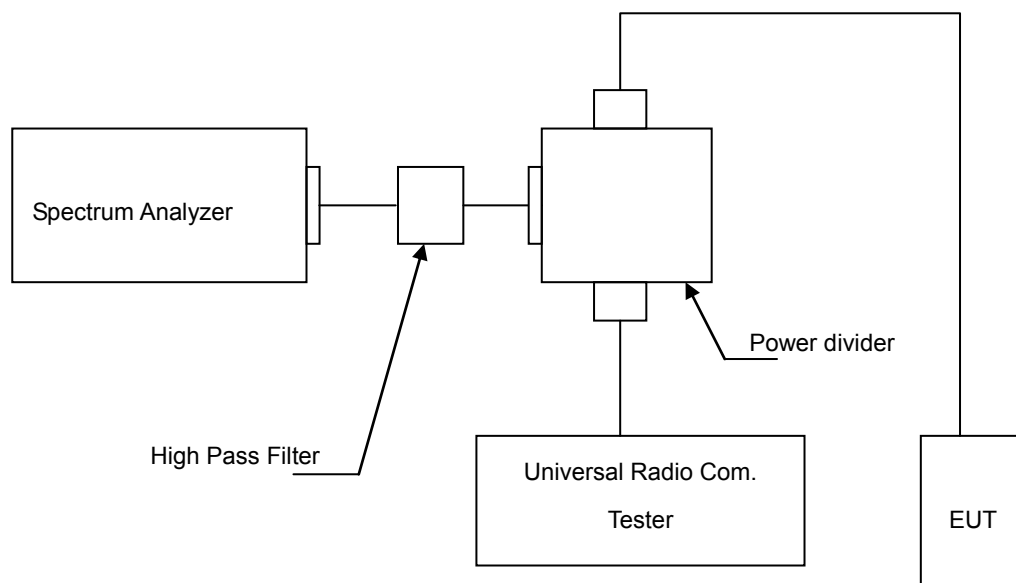 Spectrum Analyzer
Power divider
High Pass Filter
Universal Radio Com.
Tester
EUT